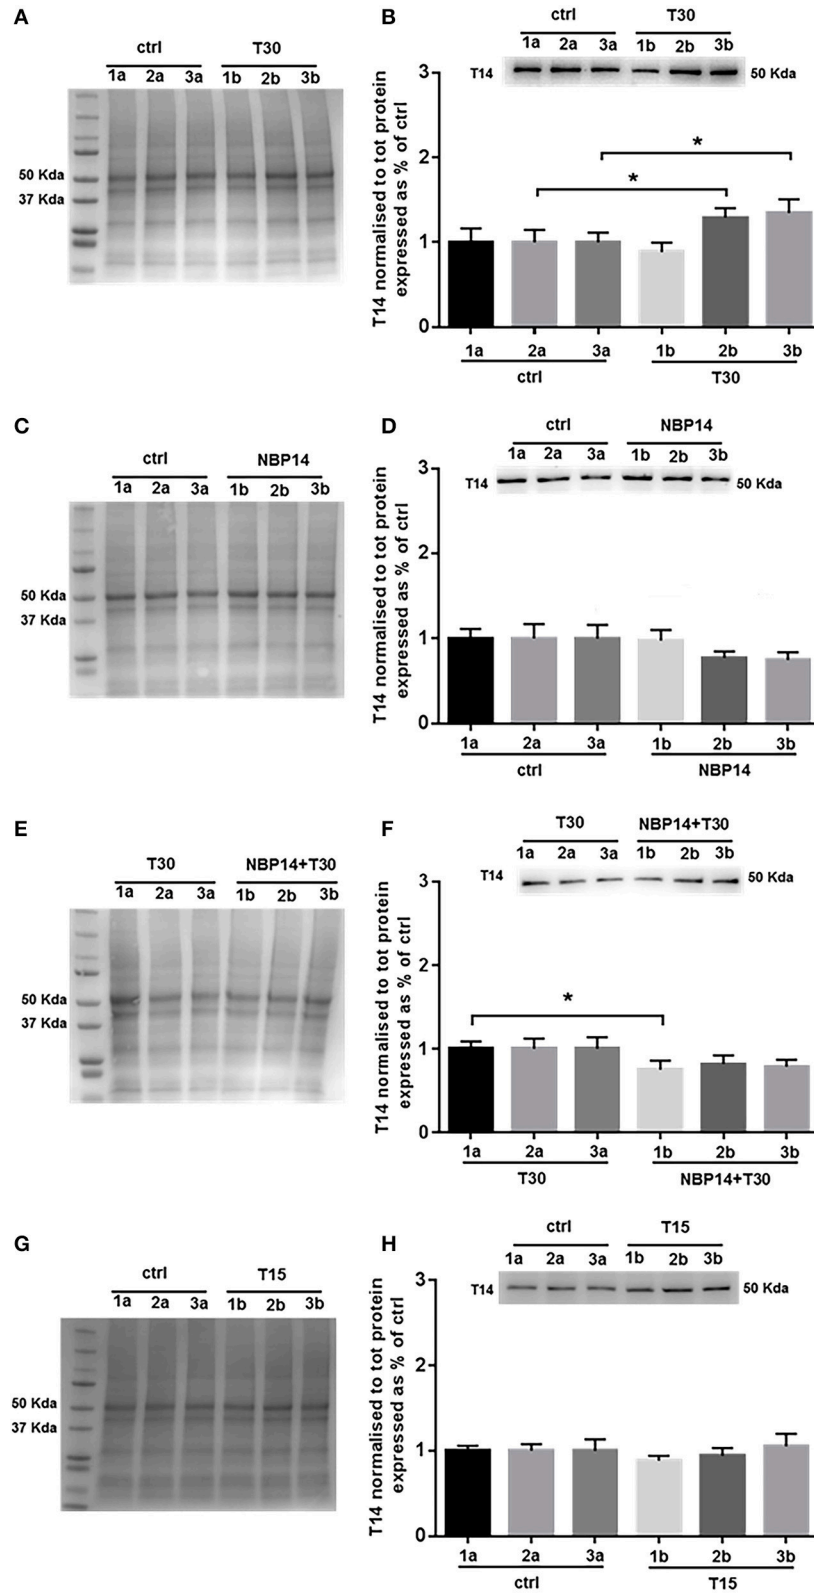 A
ctrl T30
1a 2a 3a 1b 2b 3b
50 Kda
37 Kda
B
ctrl T30
1a 2a 3a 1b 2b 3b
T14 50 Kda
T14 normalised to tot protein
expressed as % of ctrl
3
2
1
0
*
*
1a 2a 3a 1b 2b 3b
ctrl T30
C
ctrl NBP14
1a 2a 3a 1b 2b 3b
50 Kda
37 Kda
D
ctrl NBP14
1a 2a 3a 1b 2b 3b
T14 50 Kda
T14 normalised to tot protein
expressed as % of ctrl
3
2
1
0
1a 2a 3a 1b 2b 3b
ctrl NBP14
E
T30 NBP14+T30
1a 2a 3a 1b 2b 3b
50 Kda
37 Kda
F
T30 NBP14+T30
1a 2a 3a 1b 2b 3b
T14 50 Kda
T14 normalised to tot protein
expressed as % of ctrl
3
2
1
0
*
1a 2a 3a 1b 2b 3b
T30 NBP14+T30
G
ctrl T15
1a 2a 3a 1b 2b 3b
50 Kda
37 Kda
H
ctrl T15
1a 2a 3a 1b 2b 3b
T14 50 Kda
T14 normalised to tot protein
expressed as % of ctrl
3
2
1
0
1a 2a 3a 1b 2b 3b
ctrl T15